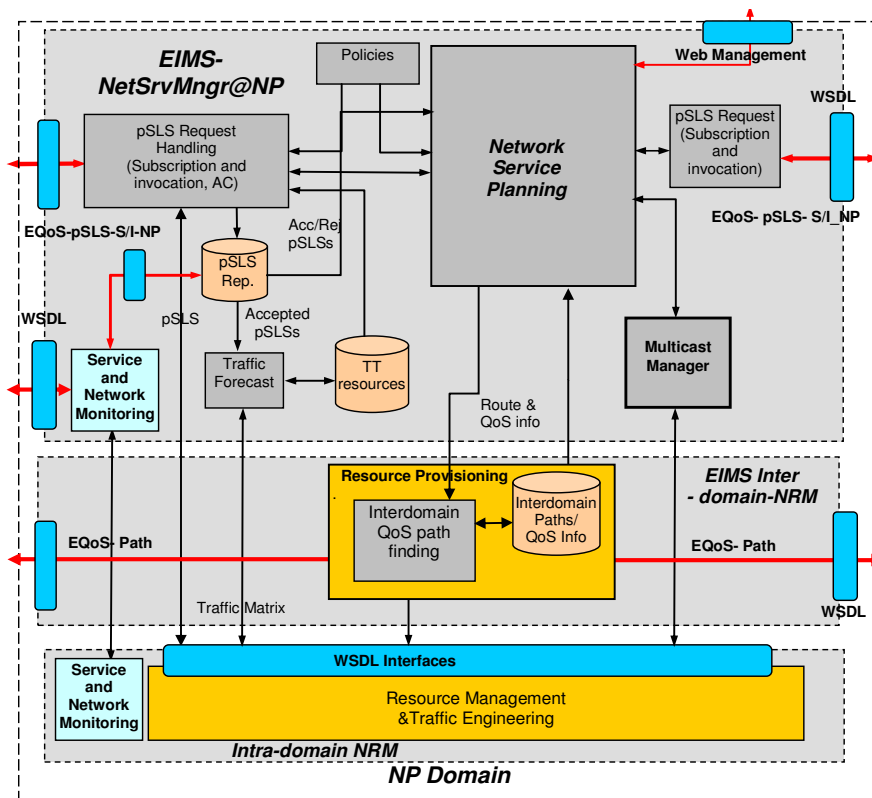 EIMS-
NetSrvMngr@NP
Policies
Web Management
WSDL
pSLS Request
Handling
(Subscription and
invocation, AC)
Network
Service
Planning
pSLS Request
(Subscription
and
invocation)
EQoS-pSLS-S/I-NP
EQoS- pSLS- S/I_NP
Acc/Rej
pSLSs
pSLS
Rep.
WSDL
pSLS
Accepted
pSLSs
Service
and
Network
Monitoring
Traffic
Forecast
TT
resources
Multicast
Manager
Route &
QoS info
Resource Provisioning
EIMS Inter
- domain-NRM
Interdomain
QoS path
finding
Interdomain
Paths/
QoS Info
EQoS- Path
EQoS- Path
Traffic Matrix
WSDL
WSDL Interfaces
Service
and
Network
Monitoring
Resource Management
&Traffic Engineering
Intra-domain NRM
NP Domain